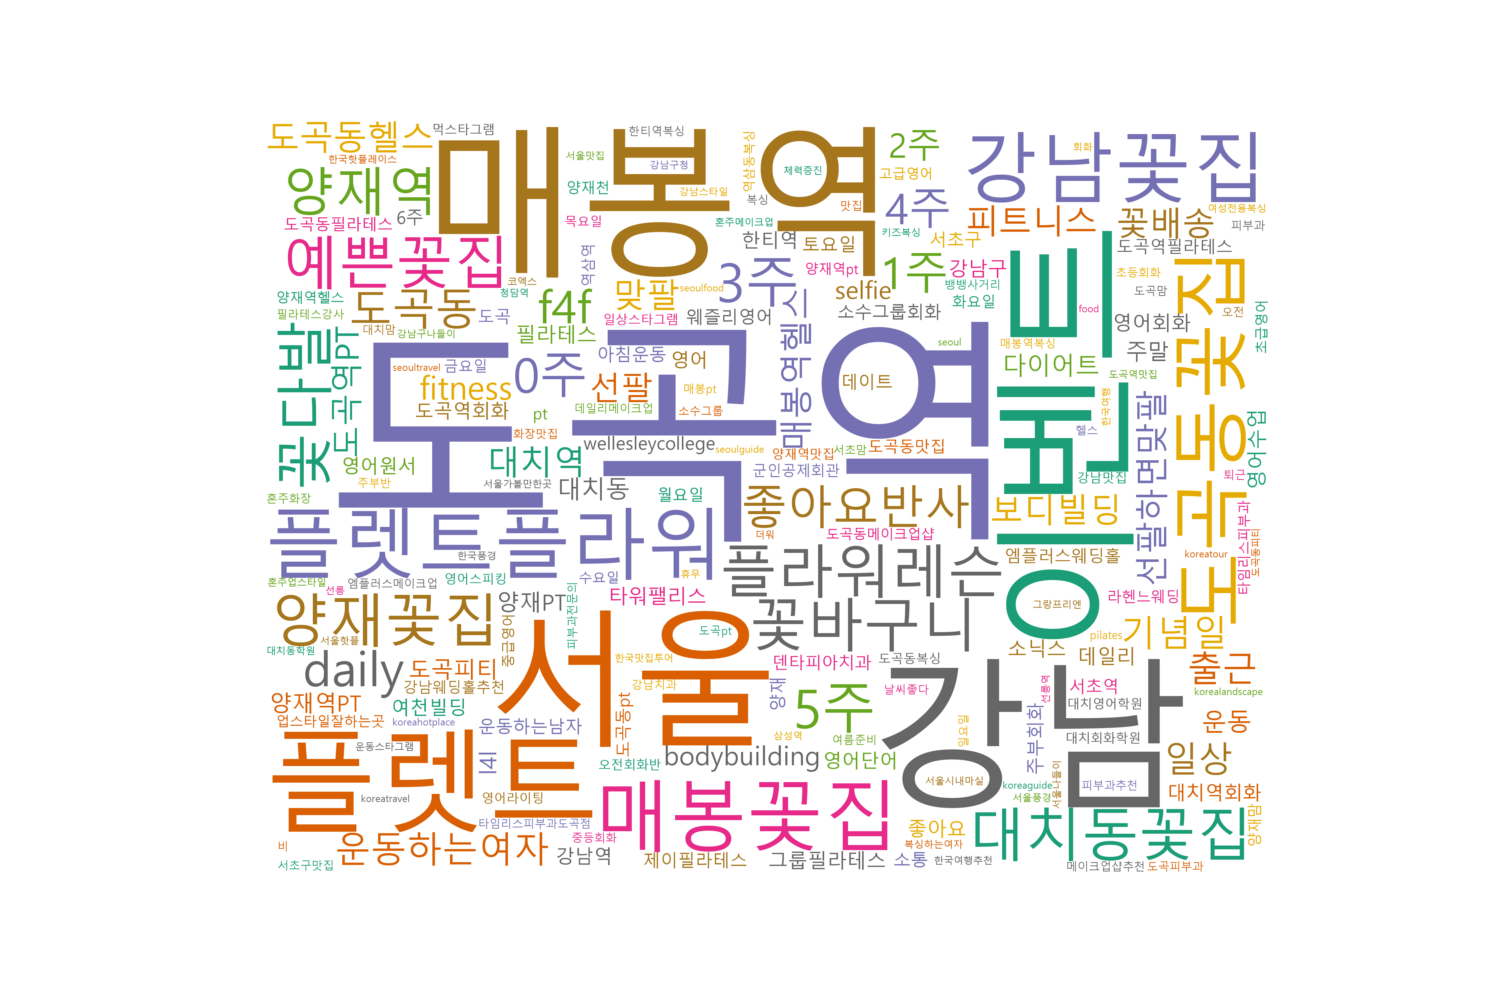 도곡동헬스
먹스타그램
매봉역
한티역복싱
서울맛집
강남구청
강남스타일
역삼동복싱
체력증진
2주
회화
강남꽃집
한국핫플레이스
양재역
양재천
복싱
맛집
고급영어
4주
여성전용복싱
도곡동필라테스
6주
목요일
혼주메이크업
키즈복싱
피트니스
꽃배송
피부과
예쁜꽃집
역삼역
한티역
토요일
서초구
도곡역필라테스
코엑스
청담역
seoulfood
3주
양재역pt
1주
강남구
뱅뱅사거리
이벤트
초등회화
도곡맘
도곡동꽃집
양재역헬스
필라테스강사
도곡동
대치맘
도곡
f4f
맞팔
selfie
화요일
food
오전
초급영어
강남구나들이
필라테스
일상스타그램
웨즐리영어
소수그룹회화
영어회화
꽃다발
도곡역PT
seoultravel
금요일
도곡역
0주
아침운동
영어
매봉역헬스
seoul
매봉역복싱
주말
fitness
선팔
매봉pt
데이트
다이어트
도곡역맛집
도곡역회화
pt
데일리메이크업
소수그룹
한국여행
선팔하면맞팔
화장맛집
wellesleycollege
seoulguide
서초맘
도곡동맛집
헬스
영어수업
영어원서
대치역
양재역맛집
군인공제회관
강남맛집
퇴근
주부반
서울가볼만한곳
대치동
월요일
혼주화장
좋아요반사
보디빌딩
플렛트플라워
더워
도곡동메이크업샵
한국풍경
플라워레슨
엠플러스웨딩홀
koreatour
타임리스피부과
도곡동피티
혼주업스타일
엠플러스메이크업
영어스피킹
수요일
휴무
선릉
양재꽃집
양재PT
피부과전문의
타워팰리스
꽃바구니
그랑프리엔
라헨느웨딩
서울핫플
중급영어
서울
도곡pt
pilates
기념일
대치동학원
daily
도곡피티
한국맛집투어
덴타피아치과
도곡동복싱
소닉스
데일리
출근
강남웨딩홀추천
강남치과
양재
날씨좋다
강남
선릉역
서초역
korealandscape
양재역PT
여천빌딩
도곡동pt
5주
대치영어학원
업스타일잘하는곳
koreahotplace
운동하는남자
삼성역
여름준비
일요일
주부회화
운동
대치회화학원
플렛트
운동스타그램
l4l
오전회화반
bodybuilding
영어단어
일상
koreatravel
영어라이팅
매봉꽃집
서울시내마실
koreaguide
서울풍경
서울나들이
피부과추천
대치역회화
타임리스피부과도곡점
중등회화
좋아요
복싱하는여자
대치동꽃집
양재맘
비
서초구맛집
운동하는여자
강남역
제이필라테스
그룹필라테스
소통
한국여행추천
메이크업샵추천
도곡피부과